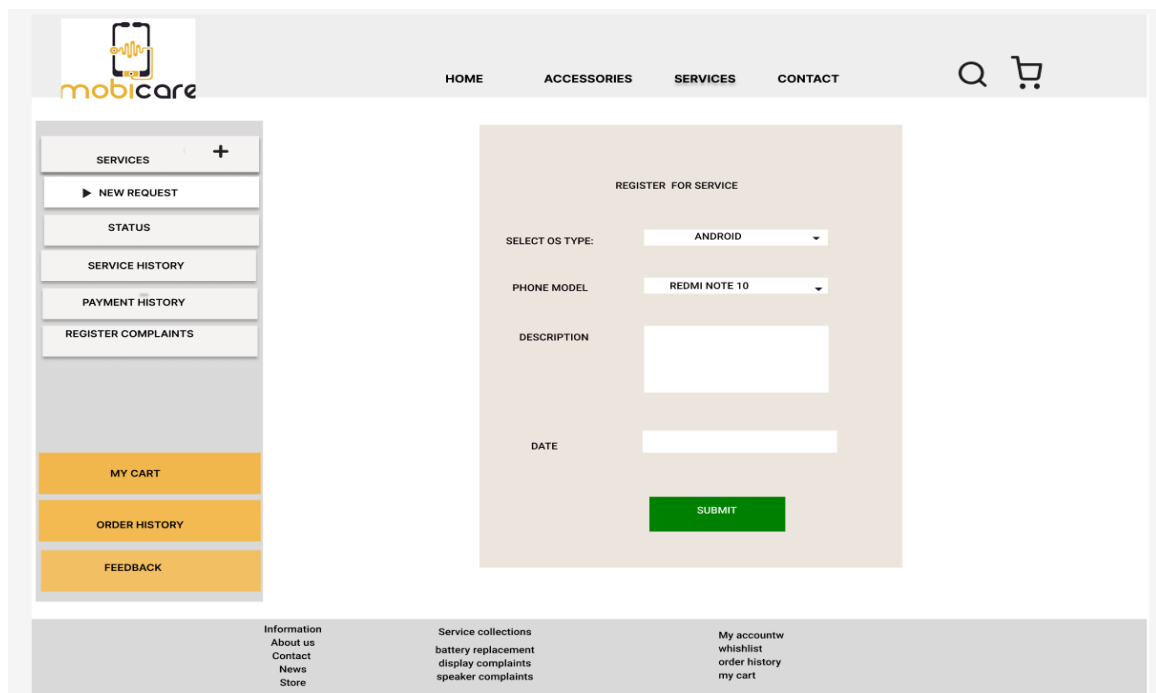 mobicare
HOME ACCESSORIES SERVICES CONTACT
SERVICES +
▶ NEW REQUEST
STATUS
SERVICE HISTORY
PAYMENT HISTORY
REGISTER COMPLAINTS
MY CART
ORDER HISTORY
FEEDBACK
REGISTER FOR SERVICE
SELECT OS TYPE: ANDROID
PHONE MODEL REDMI NOTE 10
DESCRIPTION
DATE
SUBMIT
Information
About us
Contact
News
Store
Service collections
battery replacement
display complaints
speaker complaints
My accountw
whishlist
order history
my cart